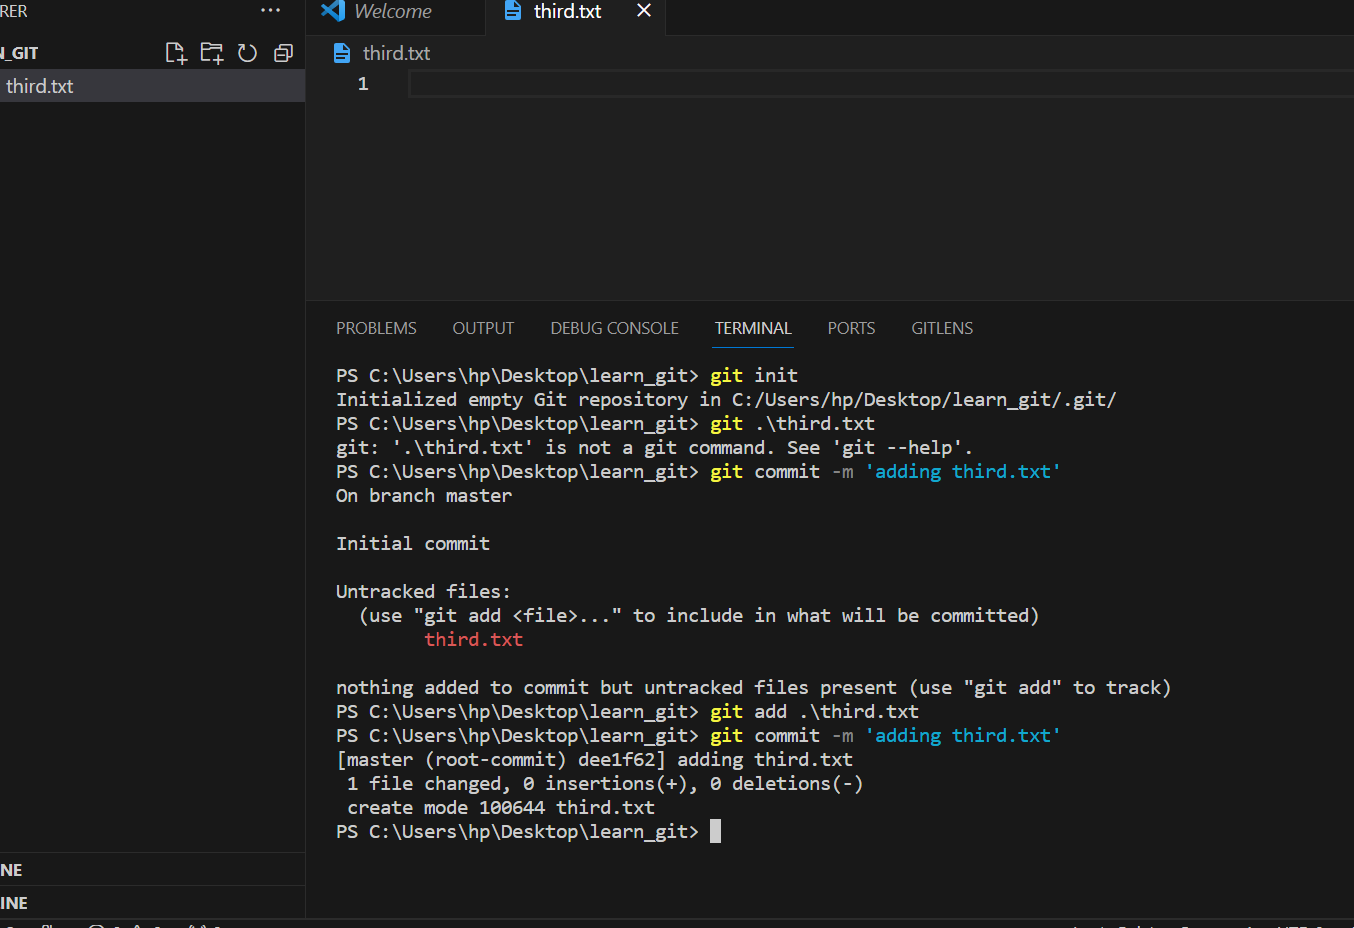 RER
Welcome
third.txt
N_GIT
third.txt
third.txt
1
PROBLEMS OUTPUT DEBUG CONSOLE TERMINAL PORTS GITLENS
PS C:\Users\hp\Desktop\learn_git> git init
Initialized empty Git repository in C:/Users/hp/Desktop/learn_git/.git/
PS C:\Users\hp\Desktop\learn_git> git .\third.txt
git: '.\third.txt' is not a git command. See 'git --help'.
PS C:\Users\hp\Desktop\learn_git> git commit -m 'adding third.txt'
On branch master
Initial commit
Untracked files:
(use "git add <file>..." to include in what will be committed)
third.txt
nothing added to commit but untracked files present (use "git add" to track)
PS C:\Users\hp\Desktop\learn_git> git add .\third.txt
PS C:\Users\hp\Desktop\learn_git> git commit -m 'adding third.txt'
[master (root-commit) dee1f62] adding third.txt
1 file changed, 0 insertions(+), 0 deletions(-)
create mode 100644 third.txt
PS C:\Users\hp\Desktop\learn_git>
NE
INE